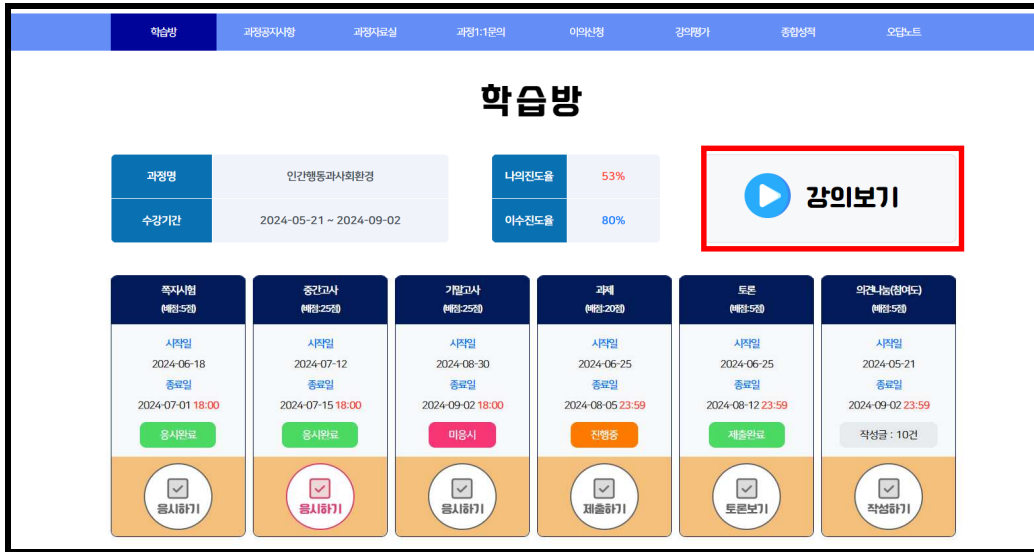 학습방 과정공지사항 과정자료실 과정1:1문의 이의신청 강의평가 종합성적 오답노트
학습방
과정명 인간행동과사회환경 나의진도율 53%
강의보기
수강기간 2024-05-21 ~ 2024-09-02 이수진도율 80%
쪽지시험 중간고사 기말고사 과제 토론 의견나눔(참여도)
(배점:5점) (배점:25점) (배점:25점) (배점:20점) (배점:5점) (배점:5점)
시작일 시작일 시작일 시작일 시작일 시작일
2024-06-18 2024-07-12 2024-08-30 2024-06-25 2024-06-25 2024-05-21
종료일 종료일 종료일 종료일 종료일 종료일
2024-07-01 18:00 2024-07-15 18:00 2024-09-02 18:00 2024-08-05 23:59 2024-08-12 23:59 2024-09-02 23:59
응시완료 응시완료 미응시 진행중 제출완료 작성글 : 10건
응시하기 응시하기 응시하기 제출하기 토론보기 작성하기